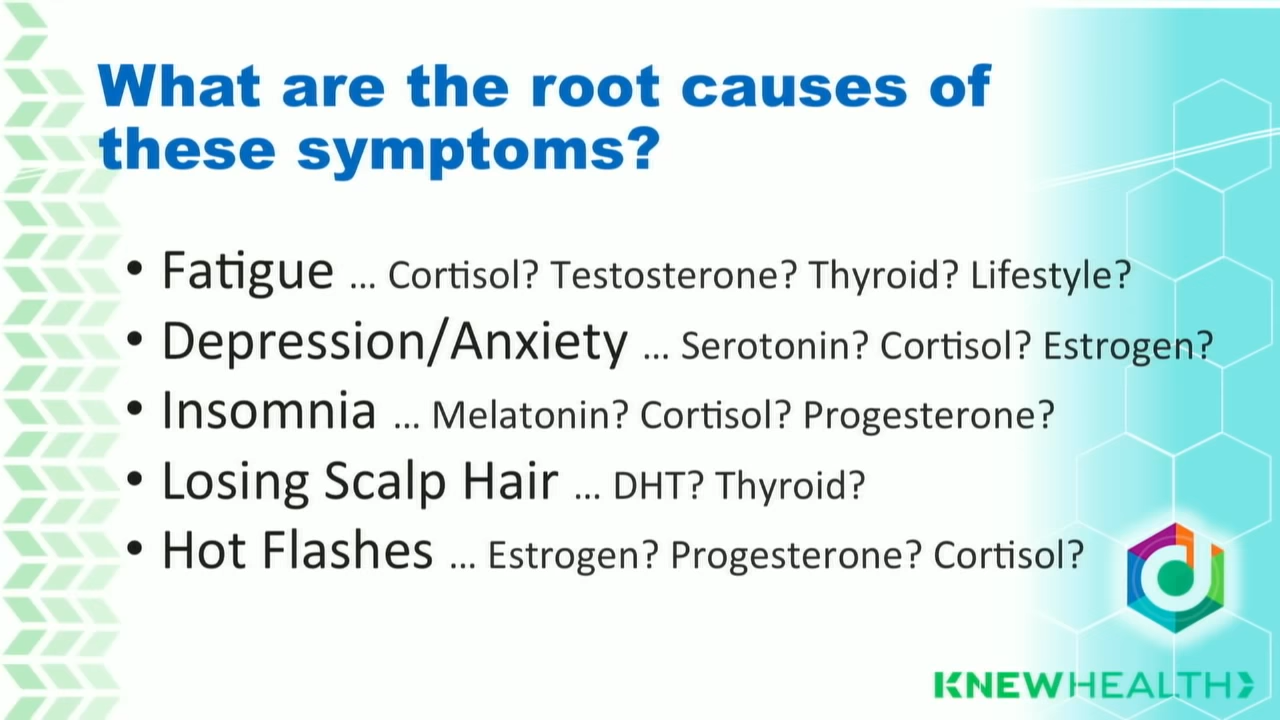 What are the root causes of
these symptoms?
• Fatigue ... Cortisol? Testosterone? Thyroid? Lifestyle?
• Depression/Anxiety ... Serotonin? Cortisol? Estrogen?
• Insomnia ... Melatonin? Cortisol? Progesterone?
• Losing Scalp Hair ... DHT? Thyroid?
• Hot Flashes ... Estrogen? Progesterone? Cortisol?
d
KNEWHEALTH